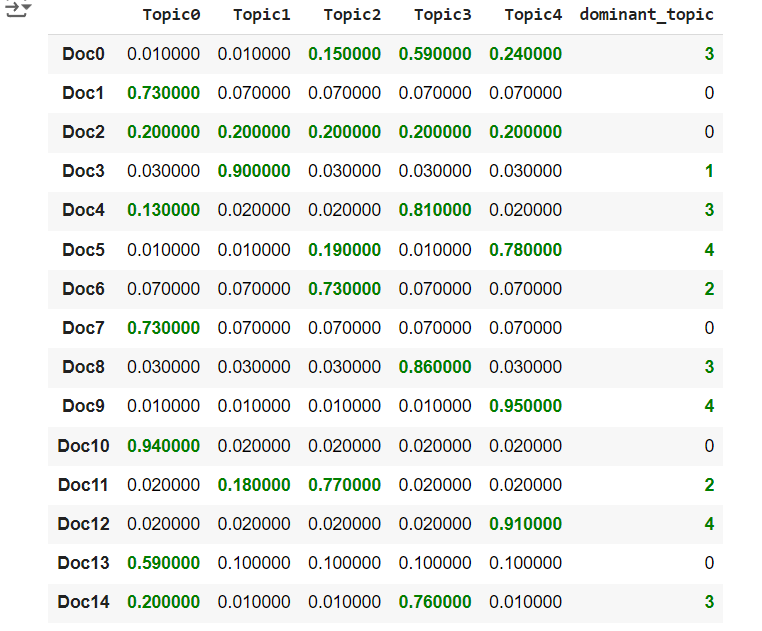 Topic0 Topic1 Topic2 Topic3 Topic4 dominant_topic
Doc0 0.010000 0.010000 0.150000 0.590000 0.240000 3
Doc1 0.730000 0.070000 0.070000 0.070000 0.070000 0
Doc2 0.200000 0.200000 0.200000 0.200000 0.200000 0
Doc3 0.030000 0.900000 0.030000 0.030000 0.030000 1
Doc4 0.130000 0.020000 0.020000 0.810000 0.020000 3
Doc5 0.010000 0.010000 0.190000 0.010000 0.780000 4
Doc6 0.070000 0.070000 0.730000 0.070000 0.070000 2
Doc7 0.730000 0.070000 0.070000 0.070000 0.070000 0
Doc8 0.030000 0.030000 0.030000 0.860000 0.030000 3
Doc9 0.010000 0.010000 0.010000 0.010000 0.950000 4
Doc10 0.940000 0.020000 0.020000 0.020000 0.020000 0
Doc11 0.020000 0.180000 0.770000 0.020000 0.020000 2
Doc12 0.020000 0.020000 0.020000 0.020000 0.910000 4
Doc13 0.590000 0.100000 0.100000 0.100000 0.100000 0
Doc14 0.200000 0.010000 0.010000 0.760000 0.010000 3